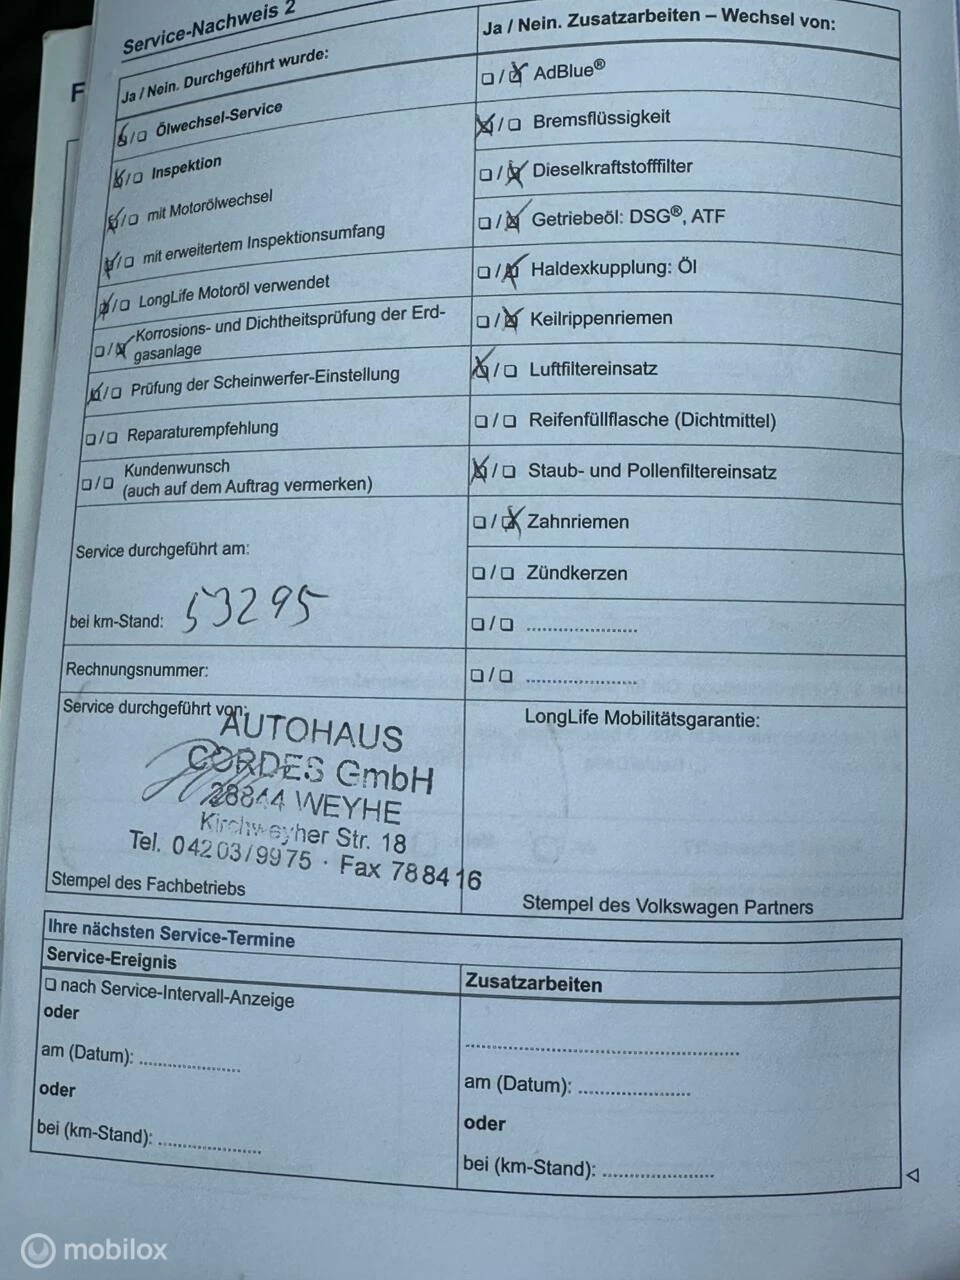 Service-Nachweis 2
F
Ja / Nein. Durchgeführt wurde:
Ölwechsel-Service
Inspektion
mit Motorölwechsel
mit erweitertem Inspektionsumfang
LongLife Motoröl verwendet
Korrosions- und Dichtheitsprüfung der Erd-
gasanlage
Prüfung der Scheinwerfer-Einstellung
Reparaturempfehlung
Kundenwunsch
(auch auf dem Auftrag vermerken)
Service durchgeführt am:
bei km-Stand: 53295
Rechnungsnummer:
Service durchgeführt von:
AUTOHAUS
CORDES GmbH
28844 WEYHE
Kirchweyher Str. 18
Tel. 04203/9975 · Fax 788416
Stempel des Fachbetriebs
Ja / Nein. Zusatzarbeiten – Wechsel von:
AdBlue®
Bremsflüssigkeit
Dieselkraftstofffilter
Getriebeöl: DSG®, ATF
Haldexkupplung: Öl
Keilrippenriemen
Luftfiltereinsatz
Reifenfüllflasche (Dichtmittel)
Staub- und Pollenfiltereinsatz
Zahnriemen
Zündkerzen
LongLife Mobilitätsgarantie:
Stempel des Volkswagen Partners
Ihre nächsten Service-Termine
Service-Ereignis
nach Service-Intervall-Anzeige
oder
am (Datum): ....................
oder
bei (km-Stand): ....................
Zusatzarbeiten
am (Datum): ....................
oder
bei (km-Stand): ....................
mobilox